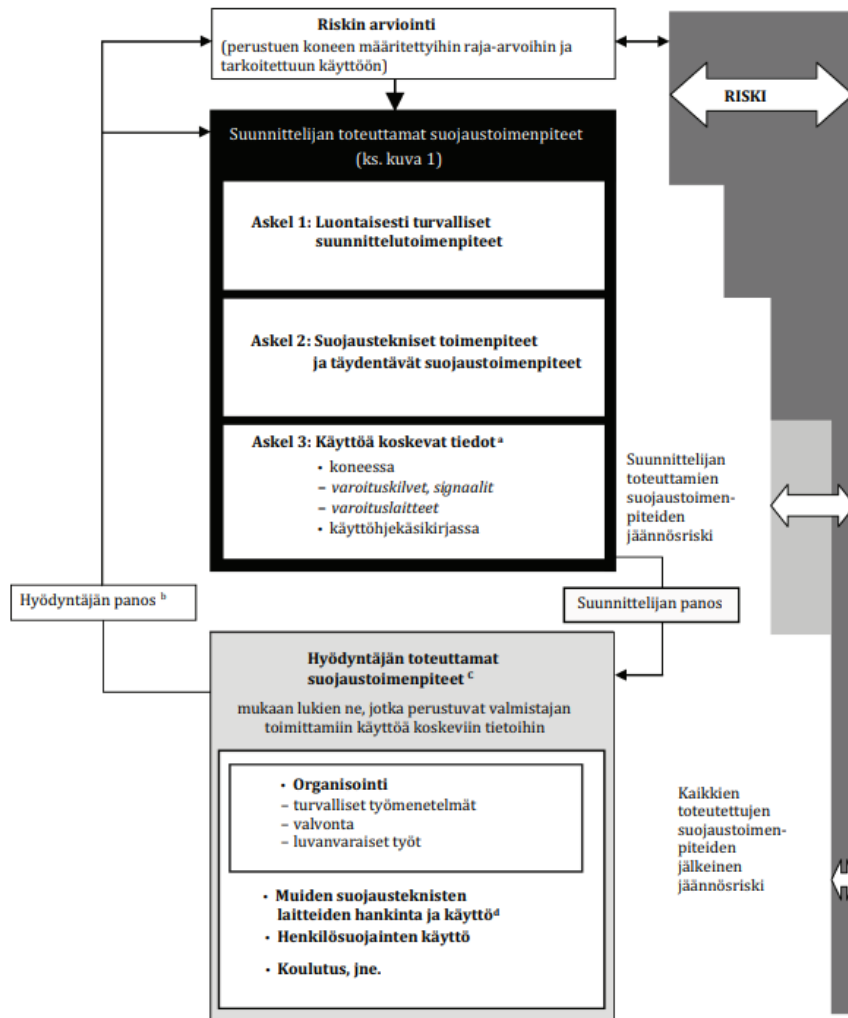 Riskin arviointi
(perustuen koneen määritettyihin raja-arvoihin ja
tarkoitettuun käyttöön)
RISKI
Suunnittelijan toteuttamat suojaustoimenpiteet
(ks. kuva 1)
Askel 1: Luontaisesti turvalliset
suunnittelutoimenpiteet
Askel 2: Suojaustekniset toimenpiteet
ja täydentävät suojaustoimenpiteet
Askel 3: Käyttöä koskevat tiedot a
• koneessa
– varoituskilvet, signaalit
– varoituslaitteet
• käyttöhjekäsikirjassa
Suunnittelijan
toteuttamien
suojaustoimen-
piteiden
jäännösriski
Hyödyntäjän panos b
Suunnittelijan panos
Hyödyntäjän toteuttamat
suojaustoimenpiteet C
mukaan lukien ne, jotka perustuvat valmistajan
toimittamiin käyttöä koskeviin tietoihin
• Organisointi
– turvalliset työmenetelmät
– valvonta
– luvanvaraiset työt
• Muiden suojausteknisten
laitteiden hankinta ja käyttö d
• Henkilösuojainten käyttö
• Koulutus, jne.
Kaikkien
toteutettujen
suojaustoimen-
piteiden
jälkeinen
jäännösriski